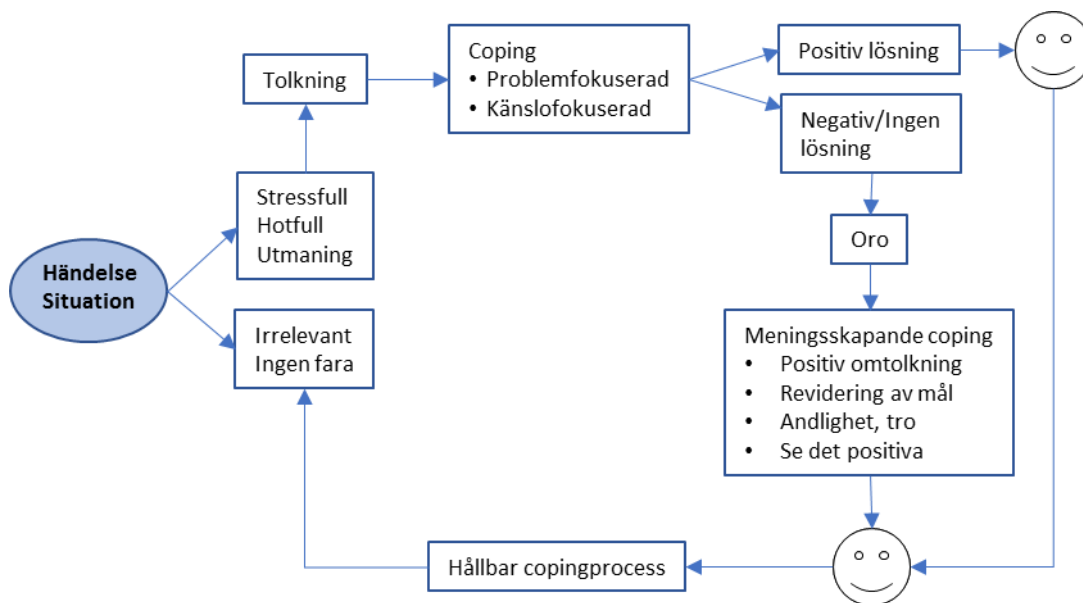 Händelse
Situation
Stressfull
Hotfull
Utmaning
Irrelevant
Ingen fara
Tolkning
Coping
• Problemfokuserad
• Känslofokuserad
Positiv lösning
Negativ/Ingen
lösning
Oro
Meningsskapande coping
• Positiv omtolkning
• Revidering av mål
• Andlighet, tro
• Se det positiva
Hållbar copingprocess